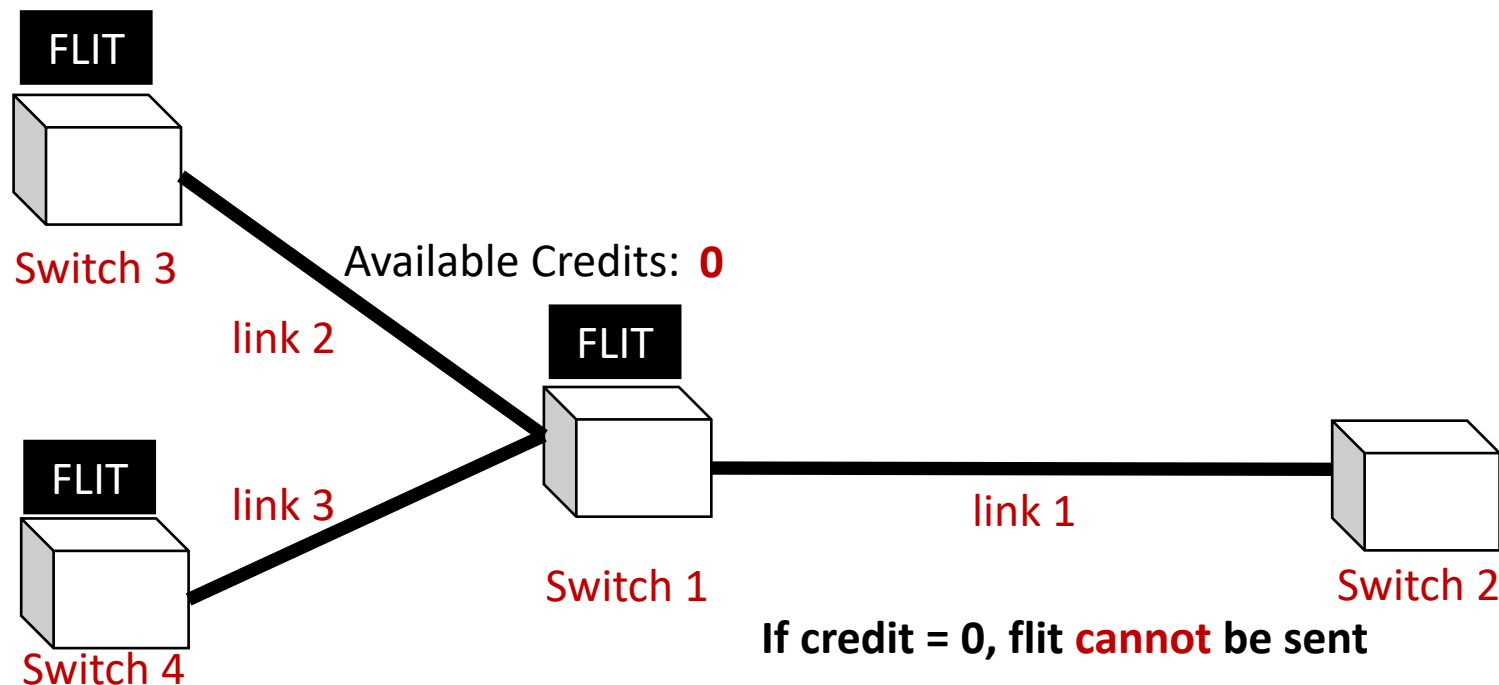 FLIT
Switch 3
Available Credits: 0
link 2
FLIT
FLIT
link 3
link 1
Switch 1
Switch 2
If credit = 0, flit cannot be sent
Switch 4